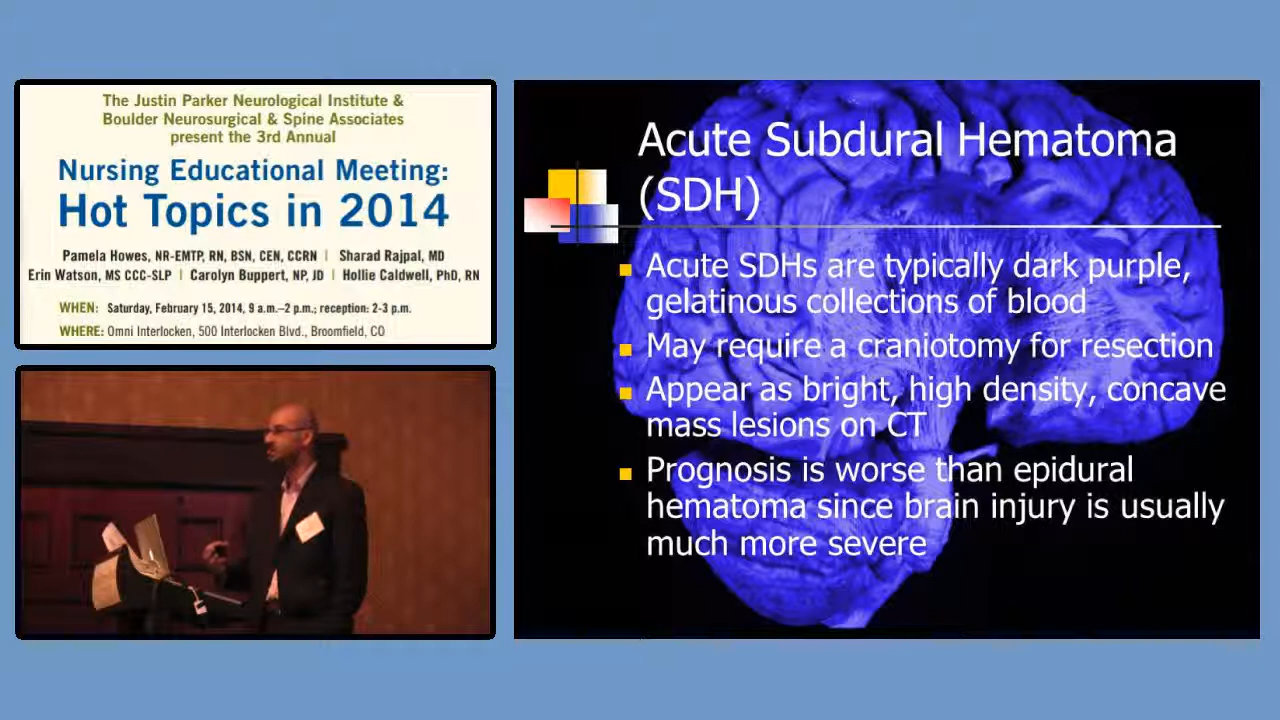 The Justin Parker Neurological Institute &
Boulder Neurosurgical & Spine Associates
present the 3rd Annual
Nursing Educational Meeting:
Hot Topics in 2014
Pamela Howes, NR-EMTP, RN, BSN, CEN, CCRN | Sharad Rajpal, MD
Erin Watson, MS CCC-SLP | Carolyn Buppert, NP, JD | Hollie Caldwell, PhD, RN
WHEN: Saturday, February 15, 2014, 9 a.m.–2 p.m.; reception: 2-3 p.m.
WHERE: Omni Interlocken, 500 Interlocken Blvd., Broomfield, CO
Acute Subdural Hematoma
(SDH)
Acute SDHs are typically dark purple,
gelatinous collections of blood
May require a craniotomy for resection
Appear as bright, high density, concave
mass lesions on CT
Prognosis is worse than epidural
hematoma since brain injury is usually
much more severe